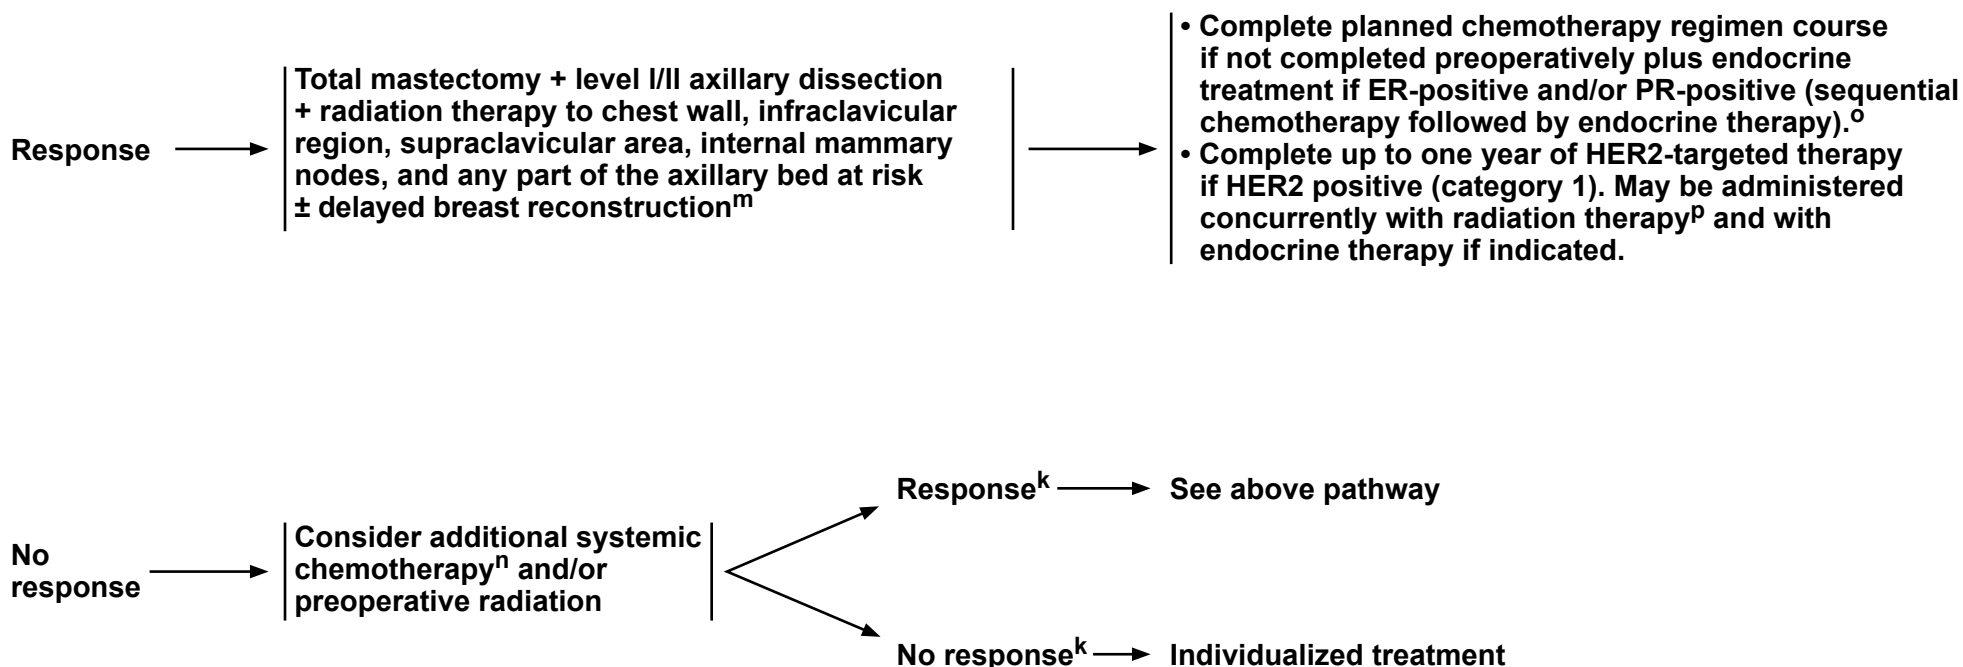 Response
Total mastectomy + level I/II axillary dissection
+ radiation therapy to chest wall, infraclavicular
region, supraclavicular area, internal mammary
nodes, and any part of the axillary bed at risk
± delayed breast reconstructionᵐ
• Complete planned chemotherapy regimen course
if not completed preoperatively plus endocrine
treatment if ER-positive and/or PR-positive (sequential
chemotherapy followed by endocrine therapy).ᵒ
• Complete up to one year of HER2-targeted therapy
if HER2 positive (category 1). May be administered
concurrently with radiation therapyᵖ and with
endocrine therapy if indicated.
No
response
Consider additional systemic
chemotherapyⁿ and/or
preoperative radiation
Responseᵏ
See above pathway
No responseᵏ
Individualized treatment